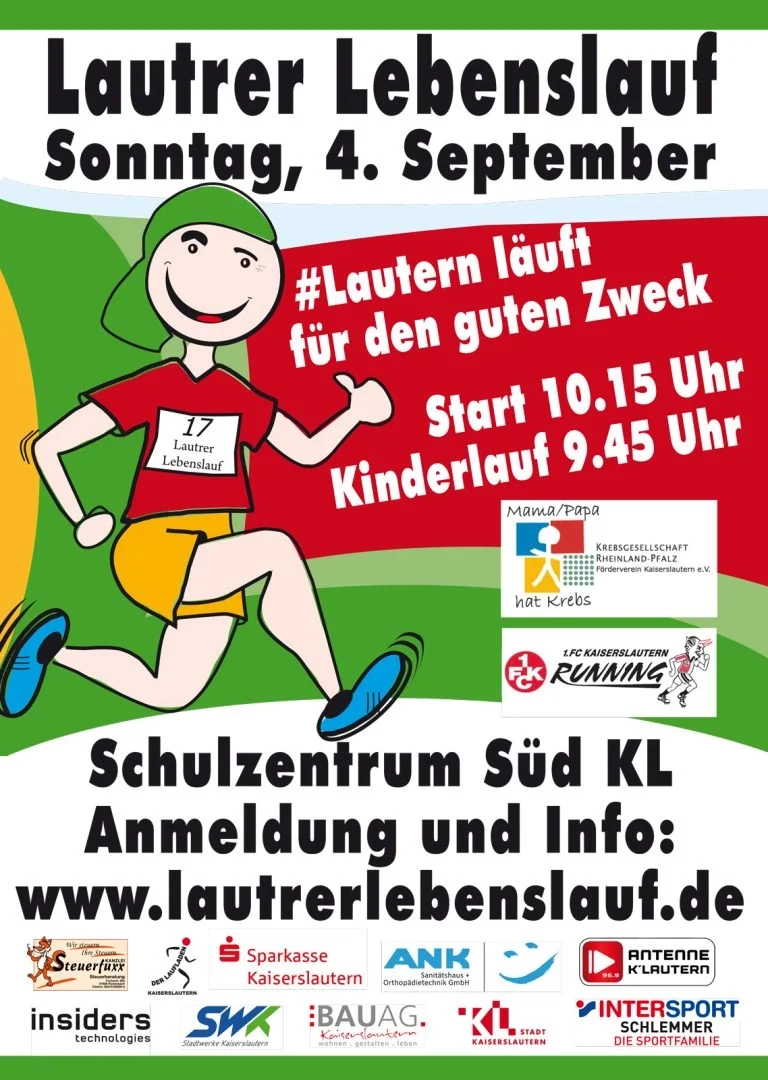 Lautrer Lebenslauf
Sonntag, 4. September
#Lautern läuft
für den guten Zweck
Start 10.15 Uhr
Kinderlauf 9.45 Uhr
17
Lautrer
Lebenslauf
Mama/Papa
KREBSGESELLSCHAFT
RHEINLAND-PFALZ
Förderverein Kaiserslautern e.V.
hat Krebs
1.FC KAISERSLAUTERN
1 FCK
RUNNING
Schulzentrum Süd KL
Anmeldung und Info:
www.lautrerlebenslauf.de
Wir steuern
Ihre Steuern
KANZLEI
Steuerfuxx
Steuerberatung
DER LAUFLADEN
KAISERSLAUTERN
Sparkasse
Kaiserslautern
ANK
Sanitätshaus +
Orthopädietechnik GmbH
96.9
ANTENNE
K'LAUTERN
insiders
technologies
SWK
Stadtwerke Kaiserslautern
BAUAG
Kaiserslautern
wohnen . gestalten . leben
KL STADT
KAISERSLAUTERN
INTERSPORT
SCHLEMMER
DIE SPORTFAMILIE